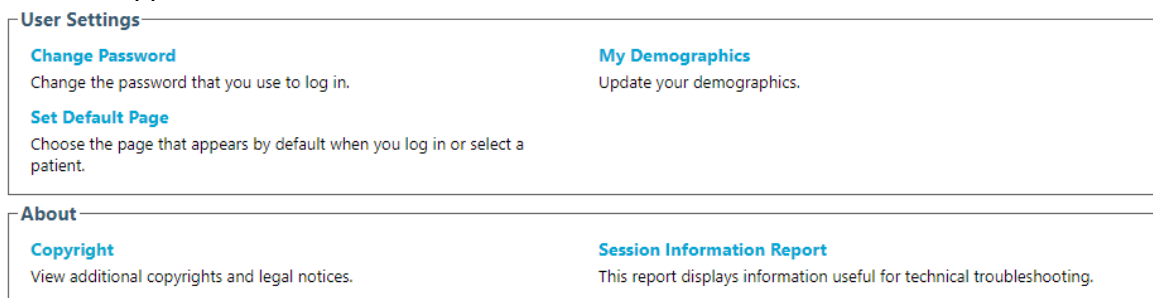 User Settings
Change Password
Change the password that you use to log in.
My Demographics
Update your demographics.
Set Default Page
Choose the page that appears by default when you log in or select a
patient.
About
Copyright
View additional copyrights and legal notices.
Session Information Report
This report displays information useful for technical troubleshooting.